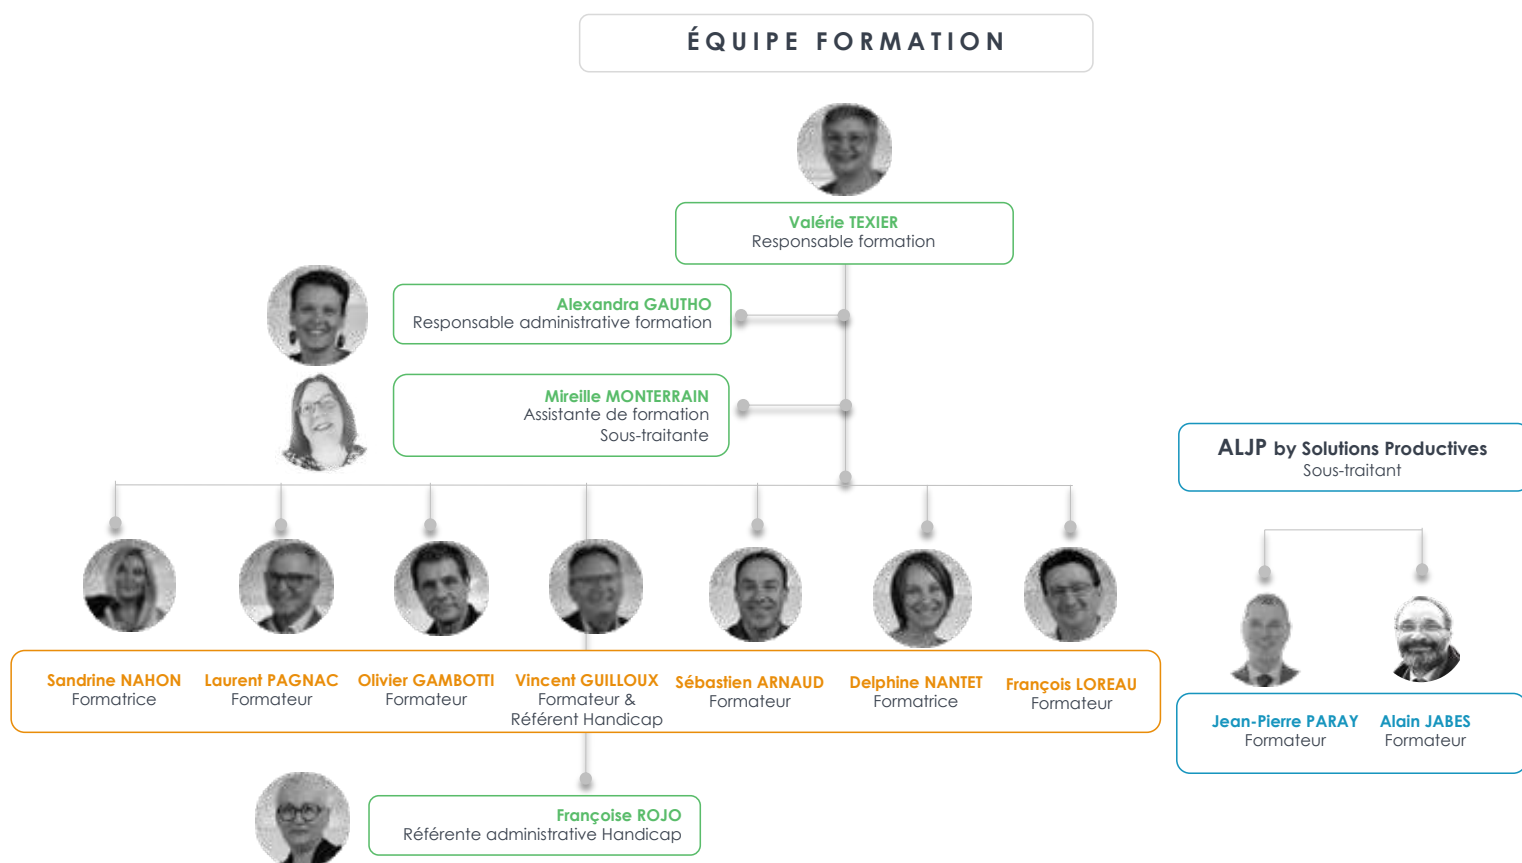 ÉQUIPE FORMATION
Valérie TEXIER
Responsable formation
Alexandra GAUTHO
Responsable administrative formation
Mireille MONTERRAIN
Assistante de formation
Sous-traitante
ALJP by Solutions Productives
Sous-traitant
Sandrine NAHON
Formatrice
Laurent PAGNAC
Formateur
Olivier GAMBOTTI
Formateur
Vincent GUILLOUX
Formateur &
Référent Handicap
Sébastien ARNAUD
Formateur
Delphine NANTET
Formatrice
François LOREAU
Formateur
Jean-Pierre PARAY
Formateur
Alain JABES
Formateur
Françoise ROJO
Référente administrative Handicap